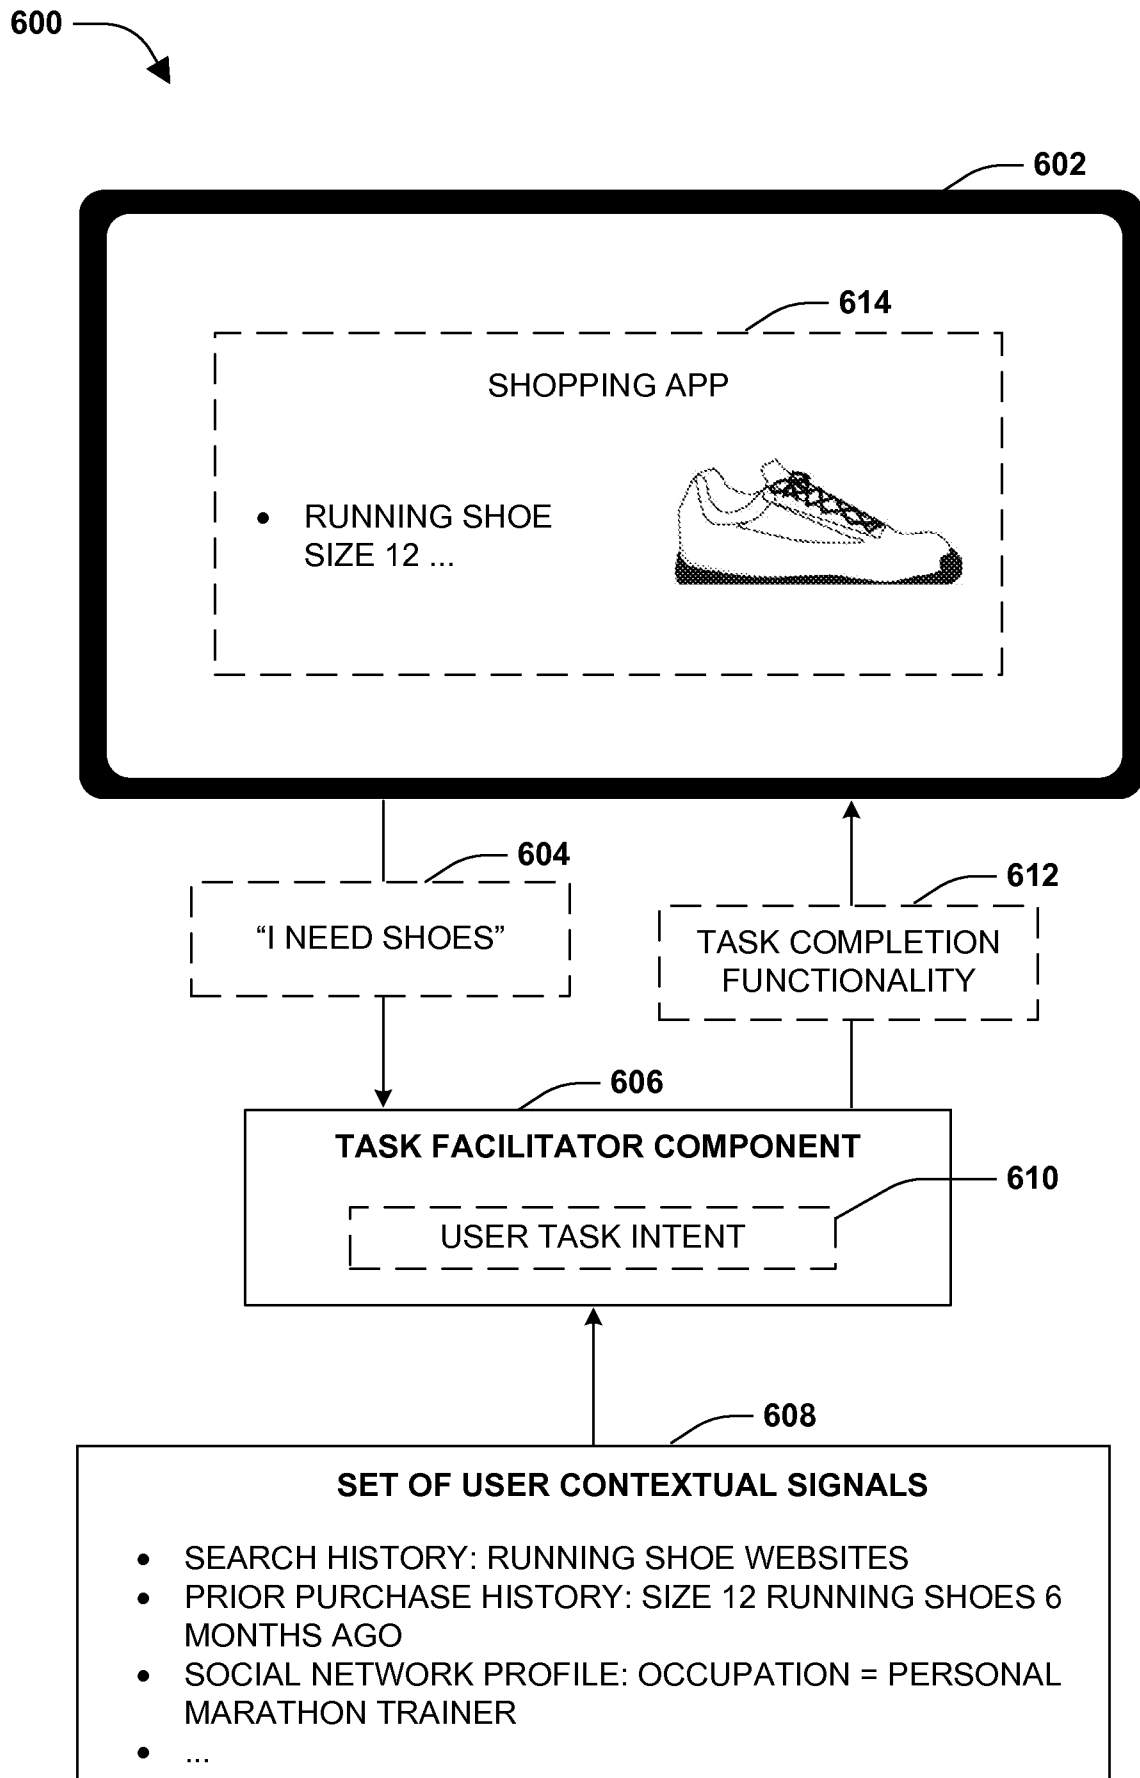 600
602
614
SHOPPING APP
• RUNNING SHOE
SIZE 12 ...
604
"I NEED SHOES"
612
TASK COMPLETION
FUNCTIONALITY
606
TASK FACILITATOR COMPONENT
610
USER TASK INTENT
608
SET OF USER CONTEXTUAL SIGNALS
• SEARCH HISTORY: RUNNING SHOE WEBSITES
• PRIOR PURCHASE HISTORY: SIZE 12 RUNNING SHOES 6
MONTHS AGO
• SOCIAL NETWORK PROFILE: OCCUPATION = PERSONAL
MARATHON TRAINER
• ...